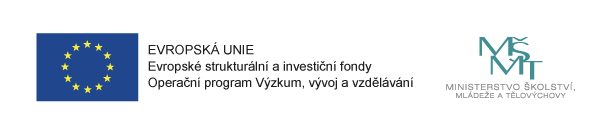 EVROPSKÁ UNIE
Evropské strukturální a investiční fondy
Operační program Výzkum, vývoj a vzdělávání
MŠMT
MINISTERSTVO ŠKOLSTVÍ,
MLÁDEŽE A TĚLOVÝCHOVY